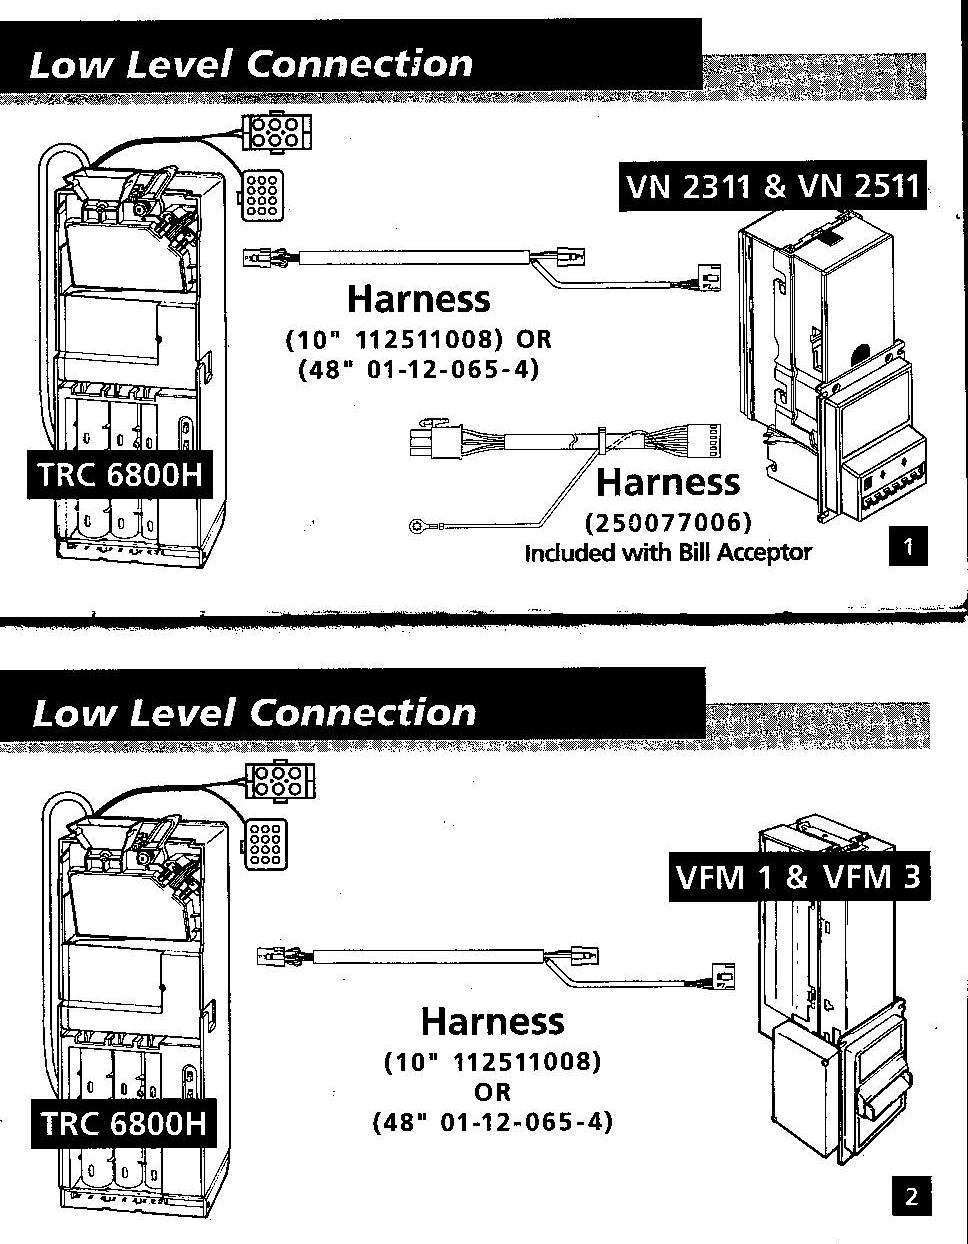 Low Level Connection
VN 2311 & VN 2511
Harness
(10" 112511008) OR
(48" 01-12-065-4)
TRC 6800H
Harness
(250077006)
Included with Bill Acceptor
1
Low Level Connection
VFM 1 & VFM 3
Harness
(10" 112511008)
OR
(48" 01-12-065-4)
TRC 6800H
2